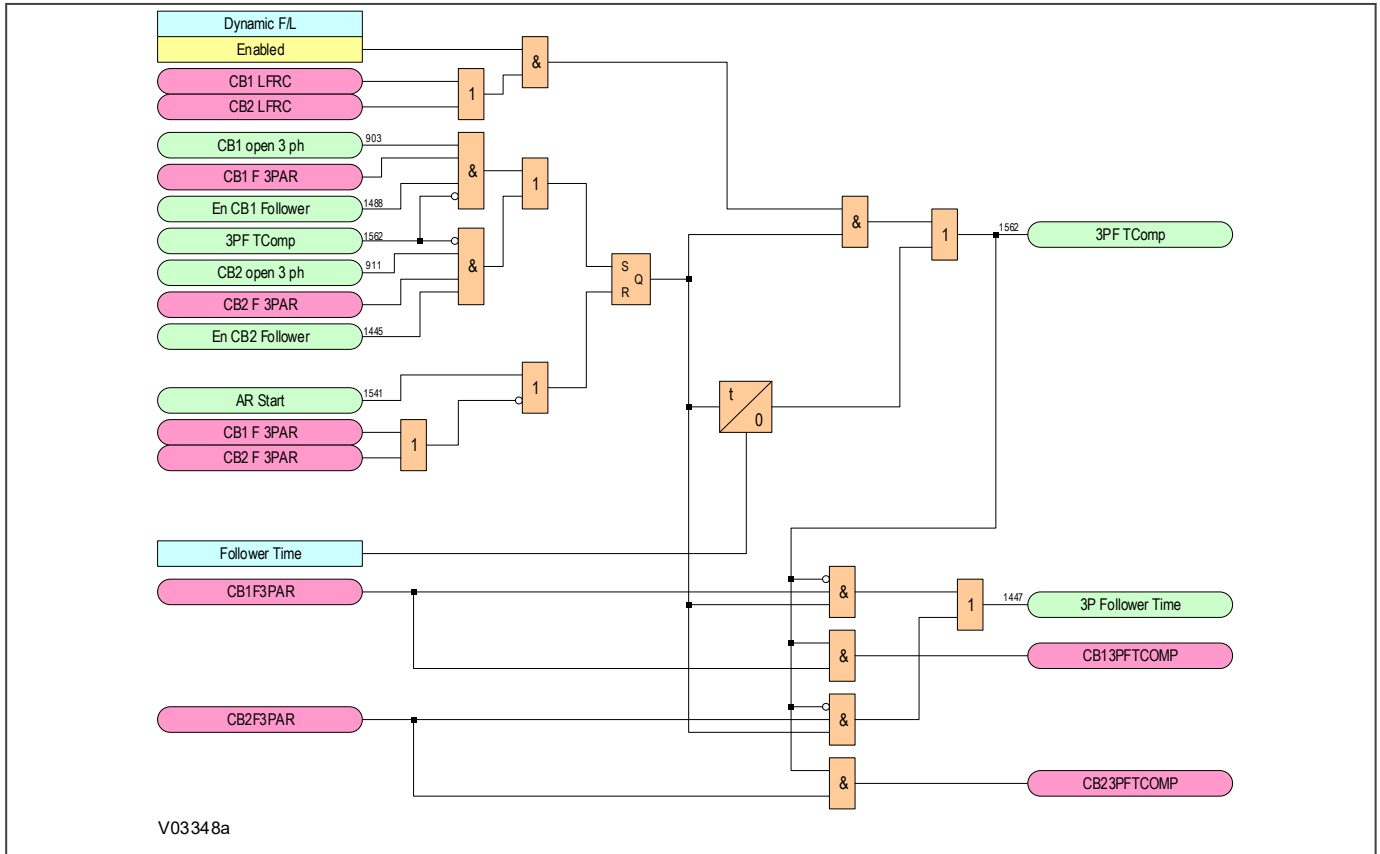 Dynamic F/L
Enabled
&
CB1 LFRC
1
CB2 LFRC
CB1 open 3 ph
903
CB1 F 3PAR
&
1
En CB1 Follower
1488
3PF TComp
1562
CB2 open 3 ph
911
&
CB2 F 3PAR
En CB2 Follower
1445
S
Q
R
&
1
1562
3PF TComp
AR Start
1541
1
CB1 F 3PAR
1
CB2 F 3PAR
t
0
Follower Time
CB1F3PAR
&
1
1447
3P Follower Time
&
CB13PFTCOMP
CB2F3PAR
&
&
CB23PFTCOMP
V03348a